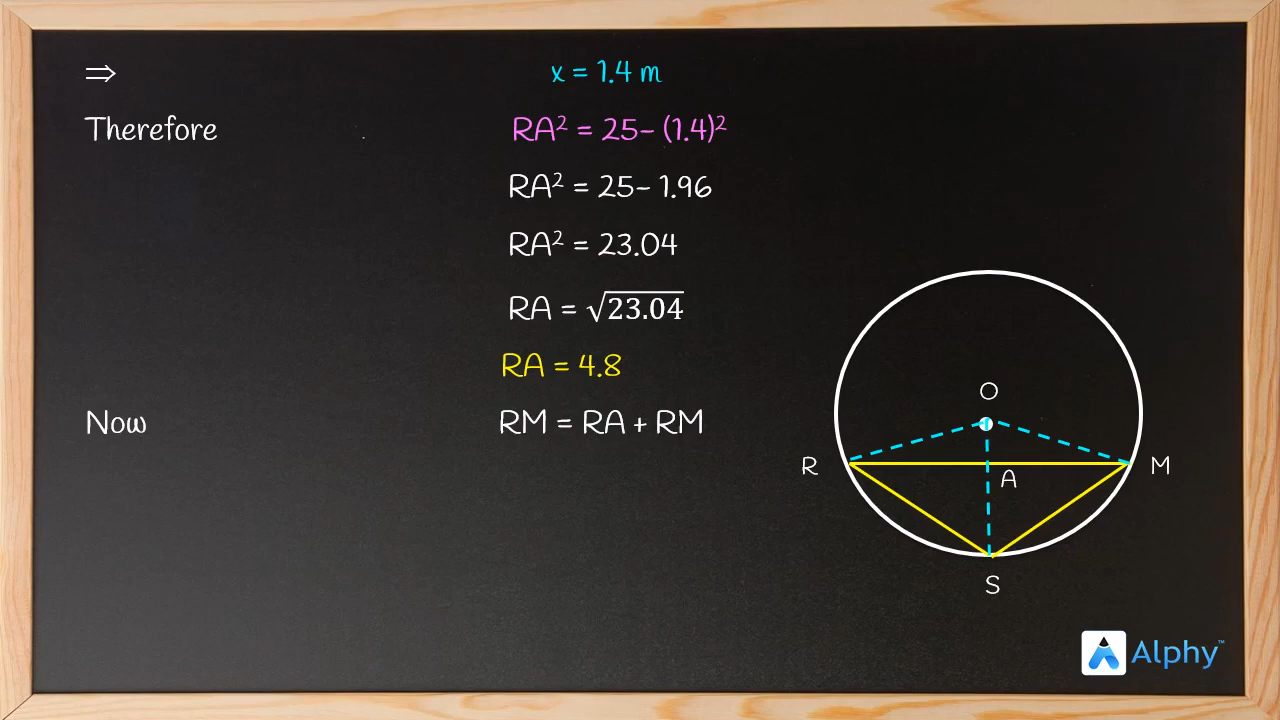 ⇒ x = 1.4 m
Therefore RA² = 25- (1.4)²
RA² = 25- 1.96
RA² = 23.04
RA = √23.04
RA = 4.8
Now RM = RA + RM
O
R
A
M
S
Alphy™